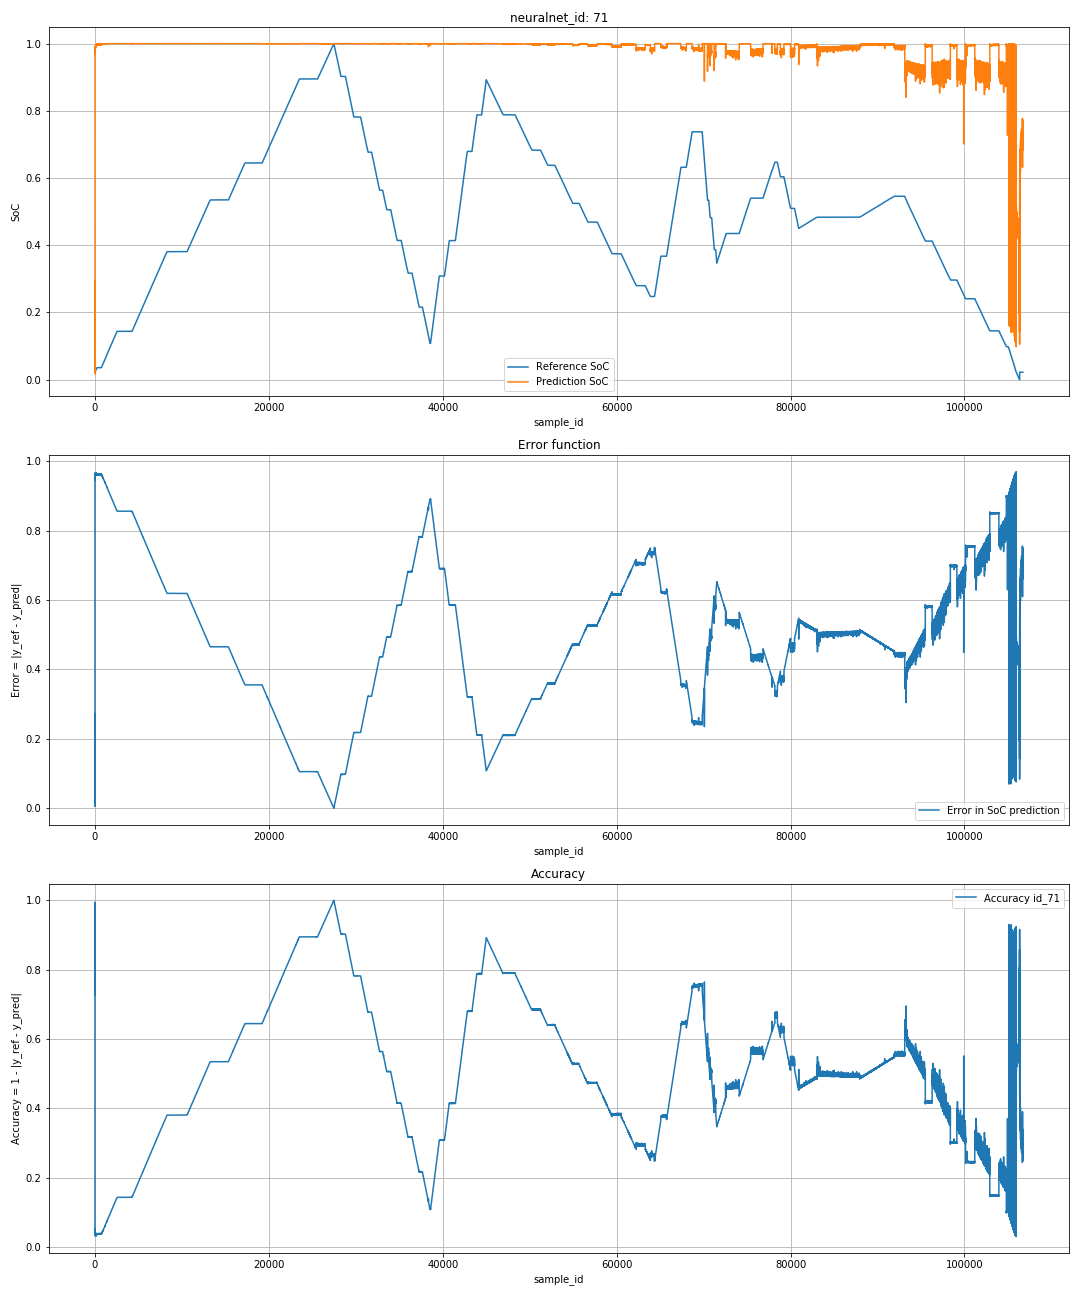 neuralnet_id: 71
1.0
0.8
0.6
0.4
0.2
0.0
SoC
Reference SoC
Prediction SoC
0 20000 40000 60000 80000 100000
sample_id
Error function
1.0
0.8
0.6
0.4
0.2
0.0
Error = |y_ref - y_pred|
Error in SoC prediction
0 20000 40000 60000 80000 100000
sample_id
Accuracy
1.0
0.8
0.6
0.4
0.2
0.0
Accuracy = 1 - |y_ref - y_pred|
Accuracy id_71
0 20000 40000 60000 80000 100000
sample_id